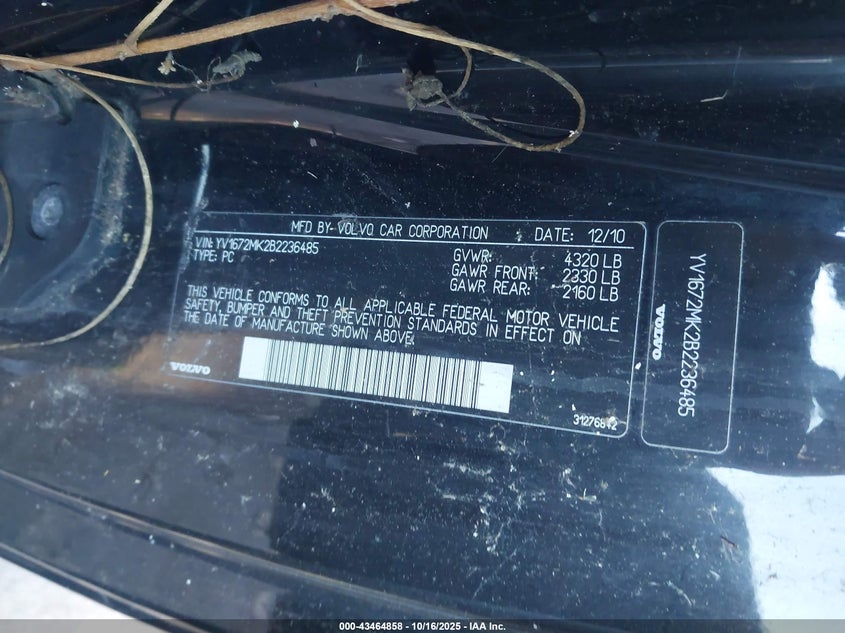 MFD BY- VOLVO CAR CORPORATION DATE: 12/10
VIN: YV1672MK2B2236485
TYPE: PC
GVWR: 4320 LB
GAWR FRONT: 2330 LB
GAWR REAR: 2160 LB
THIS VEHICLE CONFORMS TO ALL APPLICABLE FEDERAL MOTOR VEHICLE
SAFETY, BUMPER AND THEFT PREVENTION STANDARDS IN EFFECT ON
THE DATE OF MANUFACTURE SHOWN ABOVE.
VOLVO
31276812
YV1672MK2B2236485
VOLVO
000-43464858 - 10/16/2025 - IAA Inc.